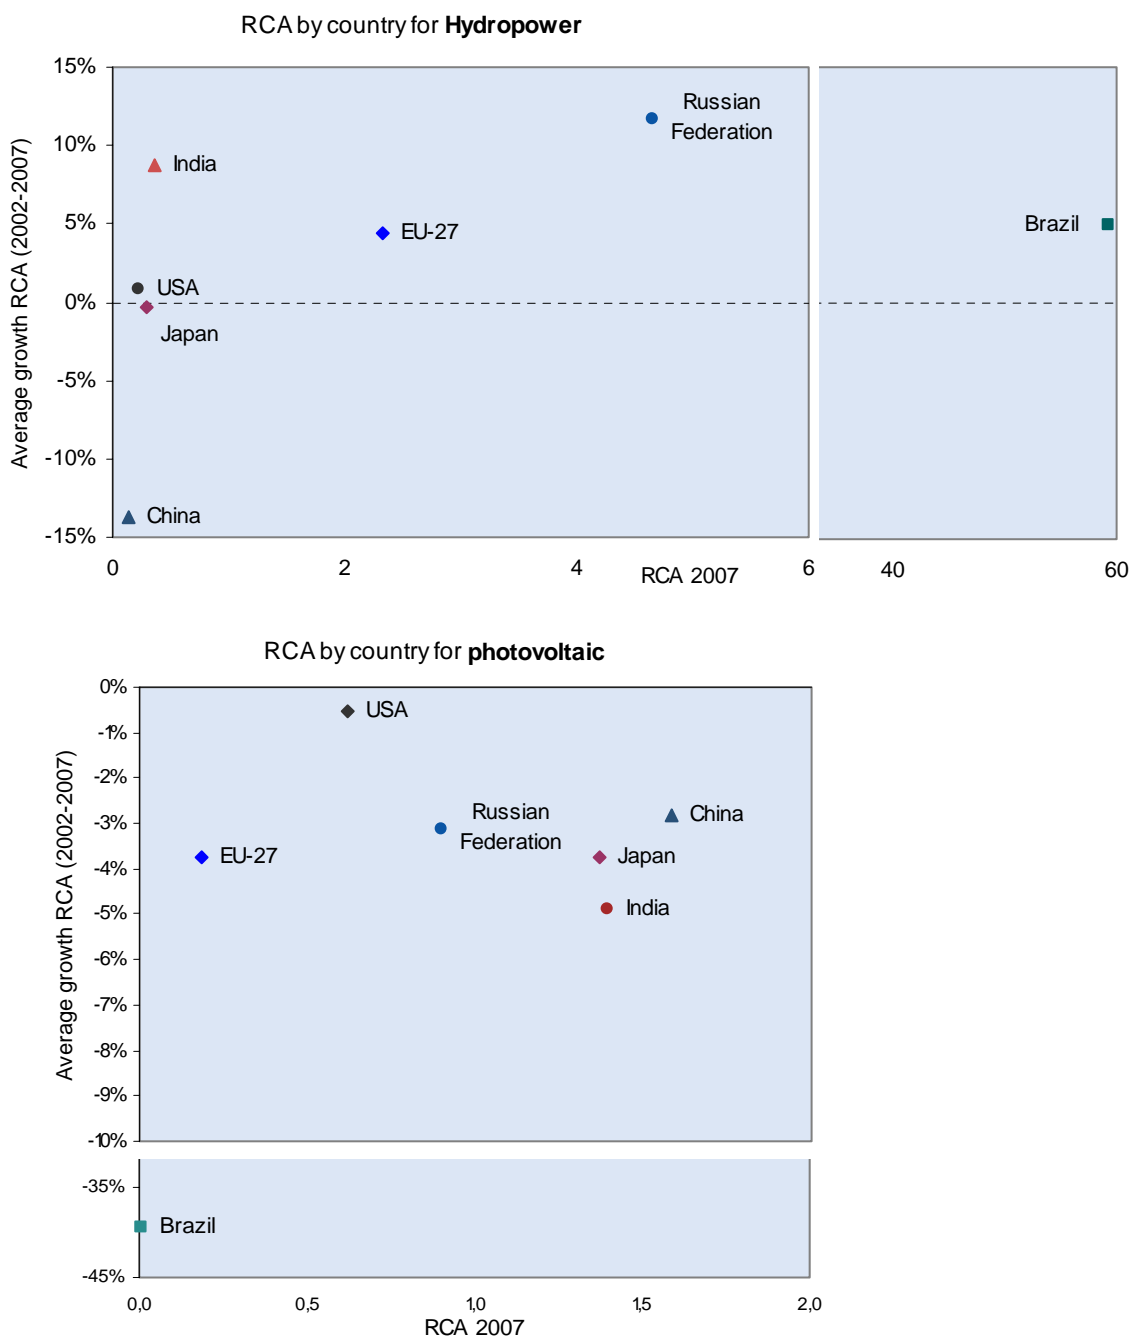 RCA by country for Hydropower
15%
10%
5%
0%
-5%
-10%
-15%
Average growth RCA (2002-2007)
Russian
Federation
India
EU-27
Brazil
USA
Japan
China
0
2
4
6
40
60
RCA 2007
RCA by country for photovoltaic
0%
-1%
-2%
-3%
-4%
-5%
-6%
-7%
-8%
-9%
-10%
-35%
-45%
Average growth RCA (2002-2007)
USA
Russian
Federation
China
EU-27
Japan
India
Brazil
0,0
0,5
1,0
1,5
2,0
RCA 2007